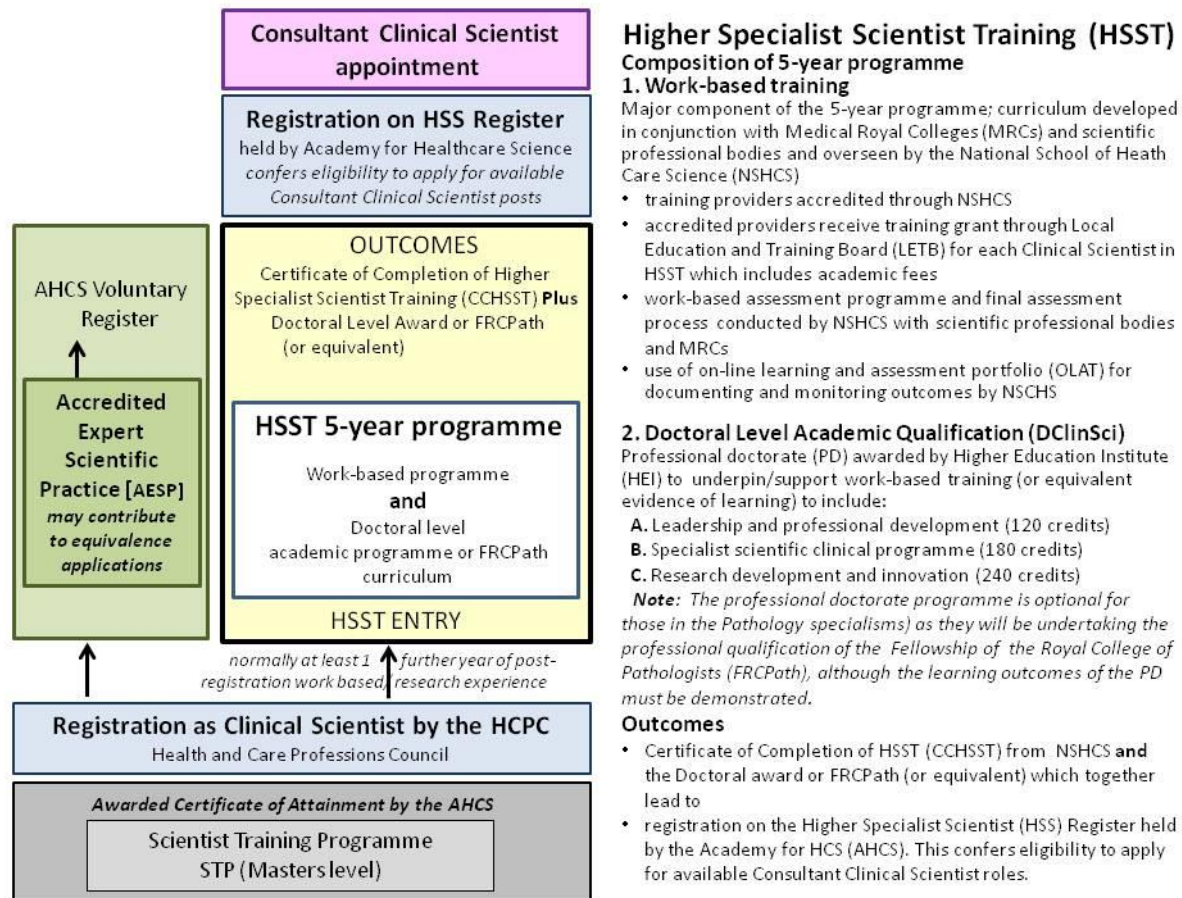 Consultant Clinical Scientist
appointment
Registration on HSS Register
held by Academy for Healthcare Science
confers eligibility to apply for available
Consultant Clinical Scientist posts
AHCS Voluntary
Register
Accredited
Expert
Scientific
Practice [AESP]
may contribute
to equivalence
applications
OUTCOMES
Certificate of Completion of Higher
Specialist Scientist Training (CCHSST) Plus
Doctoral Level Award or FRCPath
(or equivalent)
HSST 5-year programme
Work-based programme
and
Doctoral level
academic programme or FRCPath
curriculum
HSST ENTRY
normally at least 1 further year of post-
registration work based/ research experience
Registration as Clinical Scientist by the HCPC
Health and Care Professions Council
Awarded Certificate of Attainment by the AHCS
Scientist Training Programme
STP (Masters level)
Higher Specialist Scientist Training (HSST)
Composition of 5-year programme
1. Work-based training
Major component of the 5-year programme; curriculum developed
in conjunction with Medical Royal Colleges (MRCs) and scientific
professional bodies and overseen by the National School of Heath
Care Science (NSHCS)
• training providers accredited through NSHCS
• accredited providers receive training grant through Local
Education and Training Board (LETB) for each Clinical Scientist in
HSST which includes academic fees
• work-based assessment programme and final assessment
process conducted by NSHCS with scientific professional bodies
and MRCs
• use of on-line learning and assessment portfolio (OLAT) for
documenting and monitoring outcomes by NSCHS
2. Doctoral Level Academic Qualification (DClinSci)
Professional doctorate (PD) awarded by Higher Education Institute
(HEI) to underpin/support work-based training (or equivalent
evidence of learning) to include:
A. Leadership and professional development (120 credits)
B. Specialist scientific clinical programme (180 credits)
C. Research development and innovation (240 credits)
Note: The professional doctorate programme is optional for
those in the Pathology specialisms) as they will be undertaking the
professional qualification of the Fellowship of the Royal College of
Pathologists (FRCPath), although the learning outcomes of the PD
must be demonstrated.
Outcomes
• Certificate of Completion of HSST (CCHSST) from NSHCS and
the Doctoral award or FRCPath (or equivalent) which together
lead to
• registration on the Higher Specialist Scientist (HSS) Register held
by the Academy for HCS (AHCS). This confers eligibility to apply
for available Consultant Clinical Scientist roles.